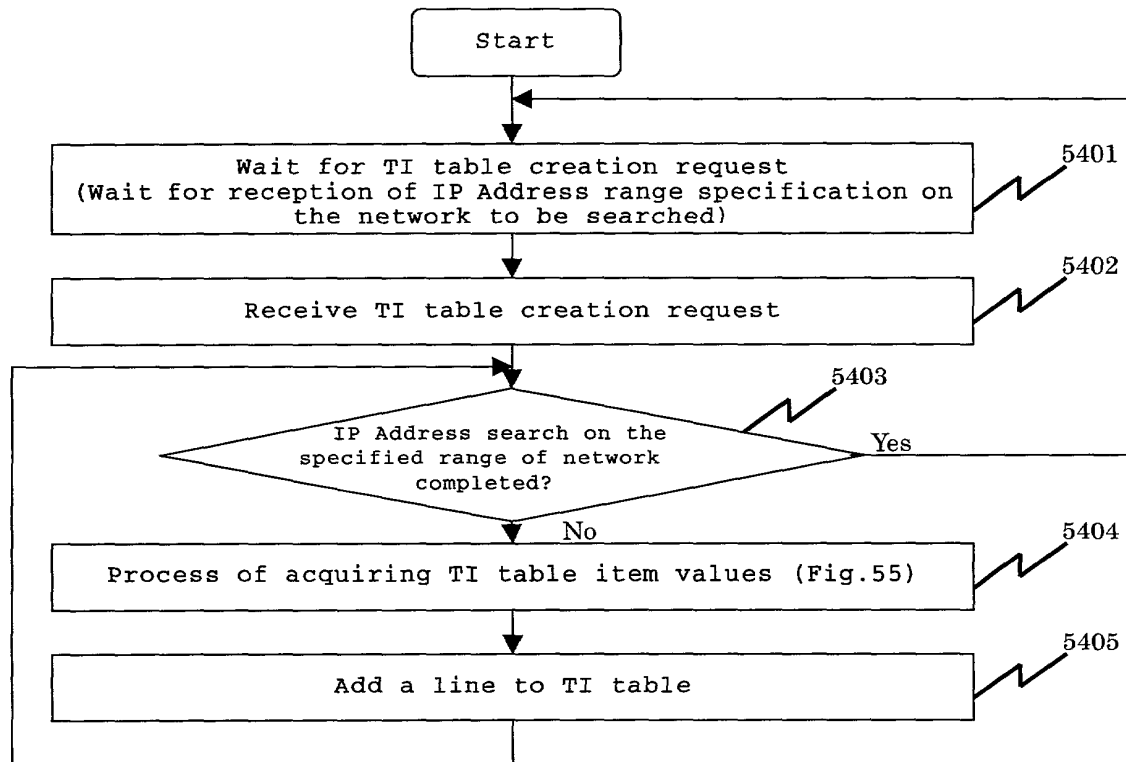 Start
Wait for TI table creation request
(Wait for reception of IP Address range specification on
the network to be searched)
5401
Receive TI table creation request
5402
IP Address search on the
specified range of network
completed?
5403
Yes
No
Process of acquiring TI table item values (Fig.55)
5404
Add a line to TI table
5405